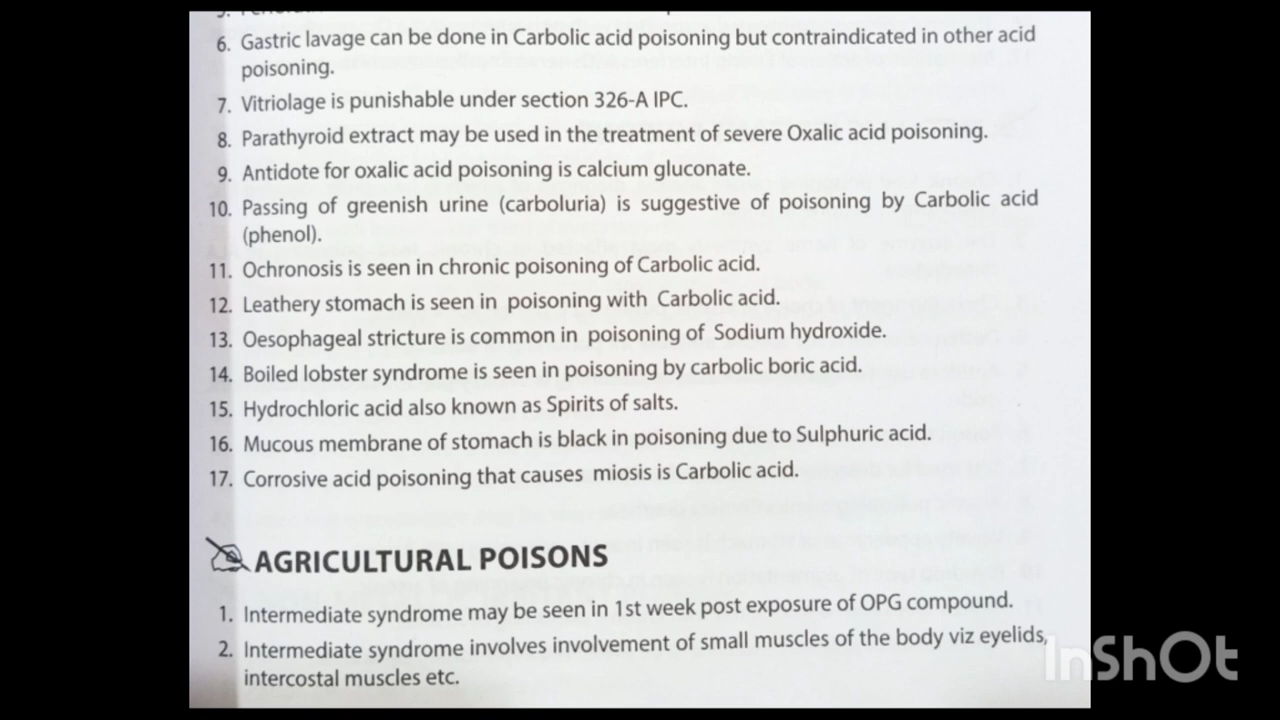 6. Gastric lavage can be done in Carbolic acid poisoning but contraindicated in other acid
poisoning.
7. Vitriolage is punishable under section 326-A IPC.
8. Parathyroid extract may be used in the treatment of severe Oxalic acid poisoning.
9. Antidote for oxalic acid poisoning is calcium gluconate.
10. Passing of greenish urine (carboluria) is suggestive of poisoning by Carbolic acid
(phenol).
11. Ochronosis is seen in chronic poisoning of Carbolic acid.
12. Leathery stomach is seen in poisoning with Carbolic acid.
13. Oesophageal stricture is common in poisoning of Sodium hydroxide.
14. Boiled lobster syndrome is seen in poisoning by carbolic boric acid.
15. Hydrochloric acid also known as Spirits of salts.
16. Mucous membrane of stomach is black in poisoning due to Sulphuric acid.
17. Corrosive acid poisoning that causes miosis is Carbolic acid.
AGRICULTURAL POISONS
1. Intermediate syndrome may be seen in 1st week post exposure of OPG compound.
2. Intermediate syndrome involves involvement of small muscles of the body viz eyelids,
intercostal muscles etc.
InShOt